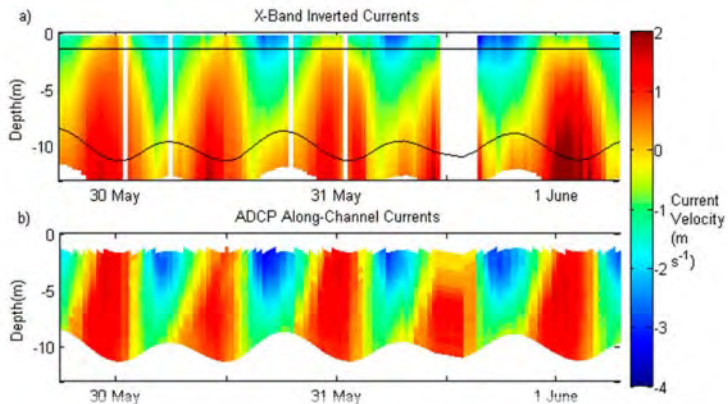 a)
X-Band Inverted Currents
0
-5
-10
Depth(m)
30 May
31 May
1 June
b)
ADCP Along-Channel Currents
0
-5
-10
Depth(m)
30 May
31 May
1 June
2
1
0
-1
-2
-3
-4
Current
Velocity
(m
s⁻¹)